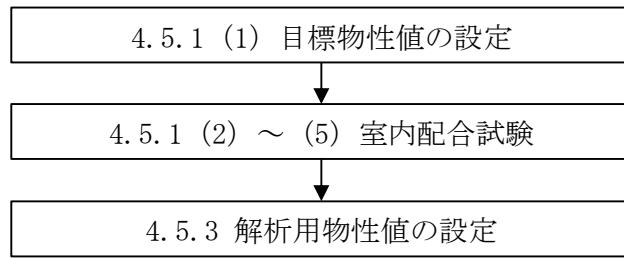 4.5.1 (1) 目標物性値の設定
4.5.1 (2) ～ (5) 室内配合試験
4.5.3 解析用物性値の設定